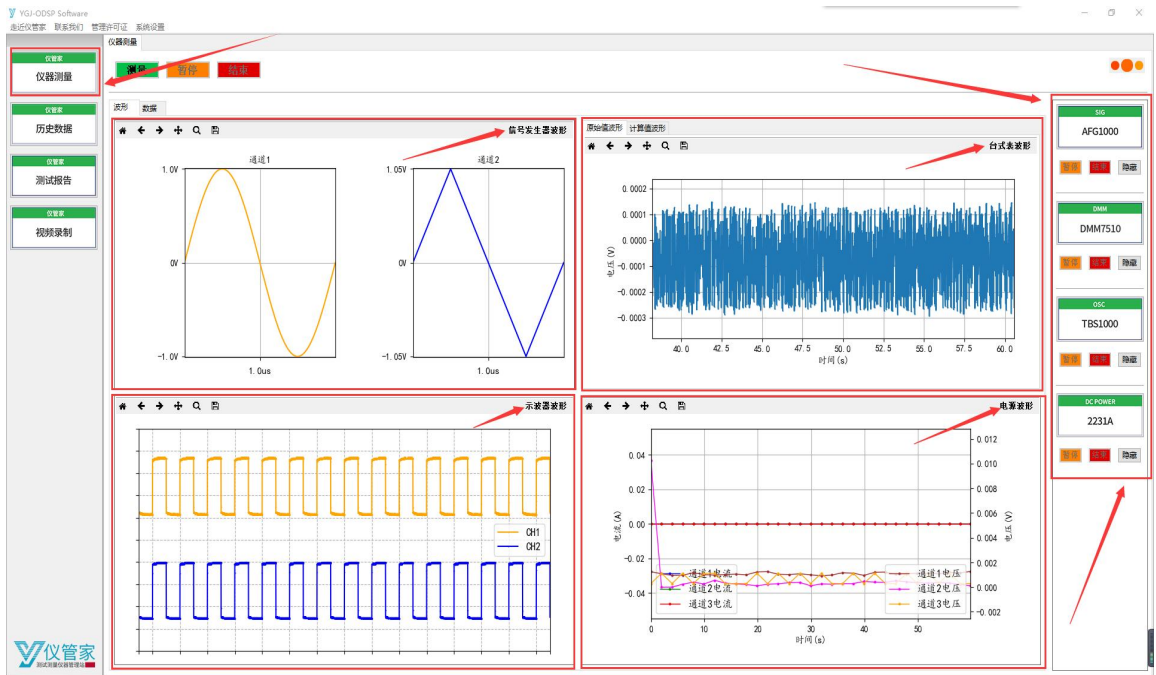 YGJ-ODSP Software
走近仪管家 联系我们 管理许可证 系统设置
仪管家
仪器测量
仪管家
历史数据
仪管家
测试报告
仪管家
视频录制
仪管家
测试测量仪器管理站
仪器测量
测量 暂停 结束
波形 数据
信号发生器波形
通道1
1.0V
0V
-1.0V
1.0us
通道2
1.05V
0V
-1.05V
1.0us
原始值波形 计算值波形
台式表波形
电压(V)
0.0002
0.0001
0.0000
-0.0001
-0.0002
-0.0003
40.0 42.5 45.0 47.5 50.0 52.5 55.0 57.5 60.0
时间(s)
示波器波形
CH1
CH2
电源波形
电流(A)
0.04
0.02
0.00
-0.02
-0.04
0.012
0.010
0.008
0.006
0.004
0.002
0.000
-0.002
电压(V)
通道1电流
通道2电流
通道3电流
通道1电压
通道2电压
通道3电压
0 10 20 30 40 50
时间(s)
SIG
AFG1000
暂停 结束 隐藏
DMM
DMM7510
暂停 结束 隐藏
OSC
TBS1000
暂停 结束 隐藏
DC POWER
2231A
暂停 结束 隐藏